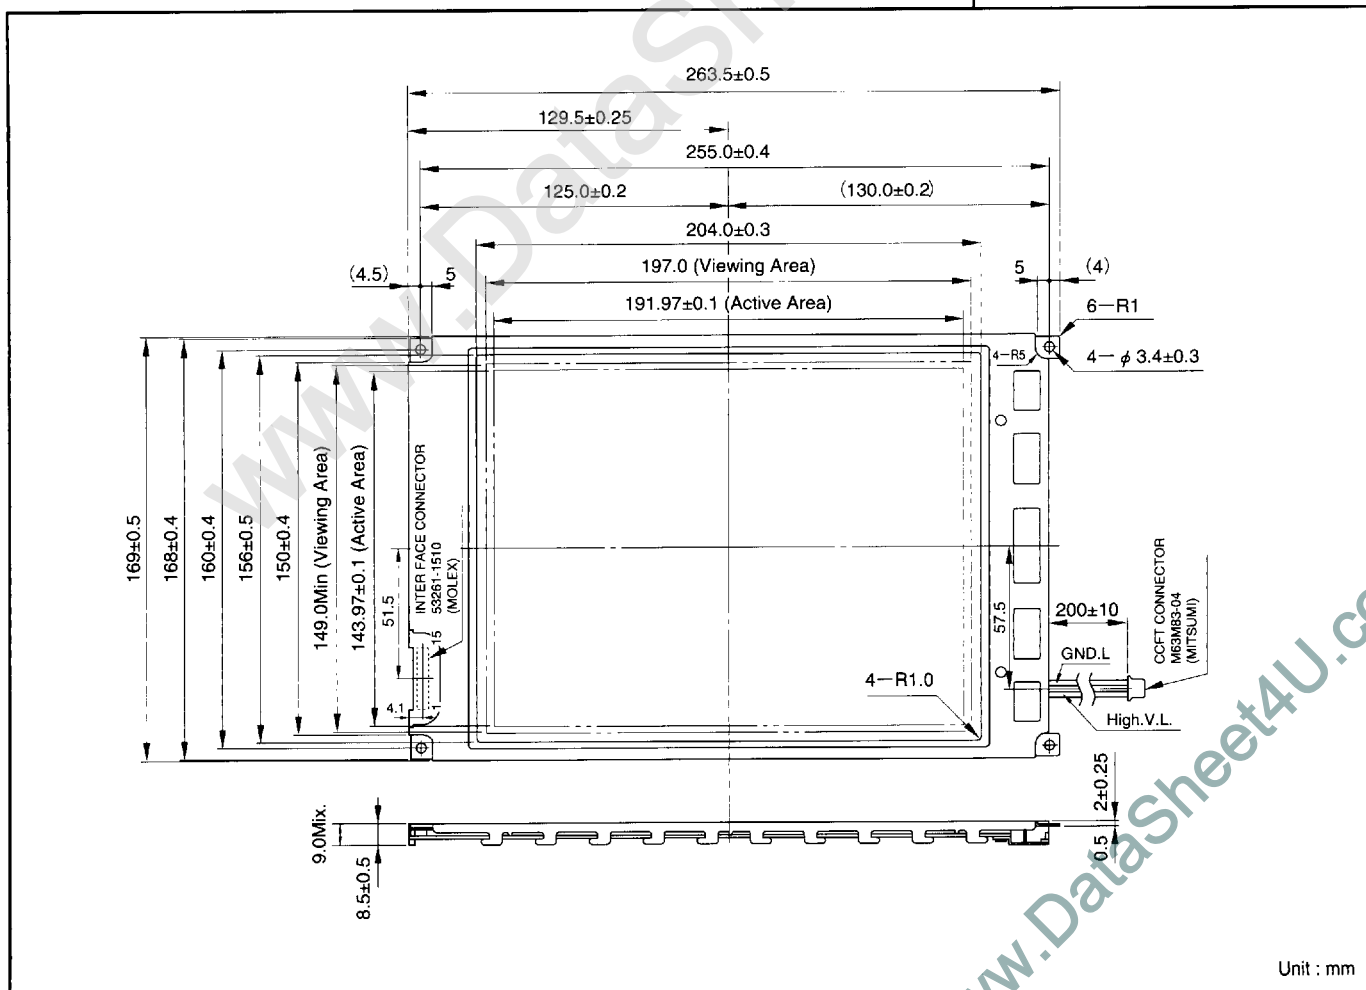 263.5±0.5
129.5±0.25
255.0±0.4
125.0±0.2
(130.0±0.2)
204.0±0.3
(4.5)
5
197.0 (Viewing Area)
5
(4)
191.97±0.1 (Active Area)
6-R1
4-R5
4- φ 3.4±0.3
169±0.5
168±0.4
160±0.4
156±0.5
150±0.4
149.0Min (Viewing Area)
143.97±0.1 (Active Area)
51.5
INTER FACE CONNECTOR
53261-1510
(MOLEX)
15
4.1
1
57.5
200±10
CCFT CONNECTOR
M63M83-04
(MITSUMI)
GND.L
High.V.L.
4-R1.0
9.0Mix.
8.5±0.5
2±0.25
0.5
Unit : mm
www.DataSheet4U.co